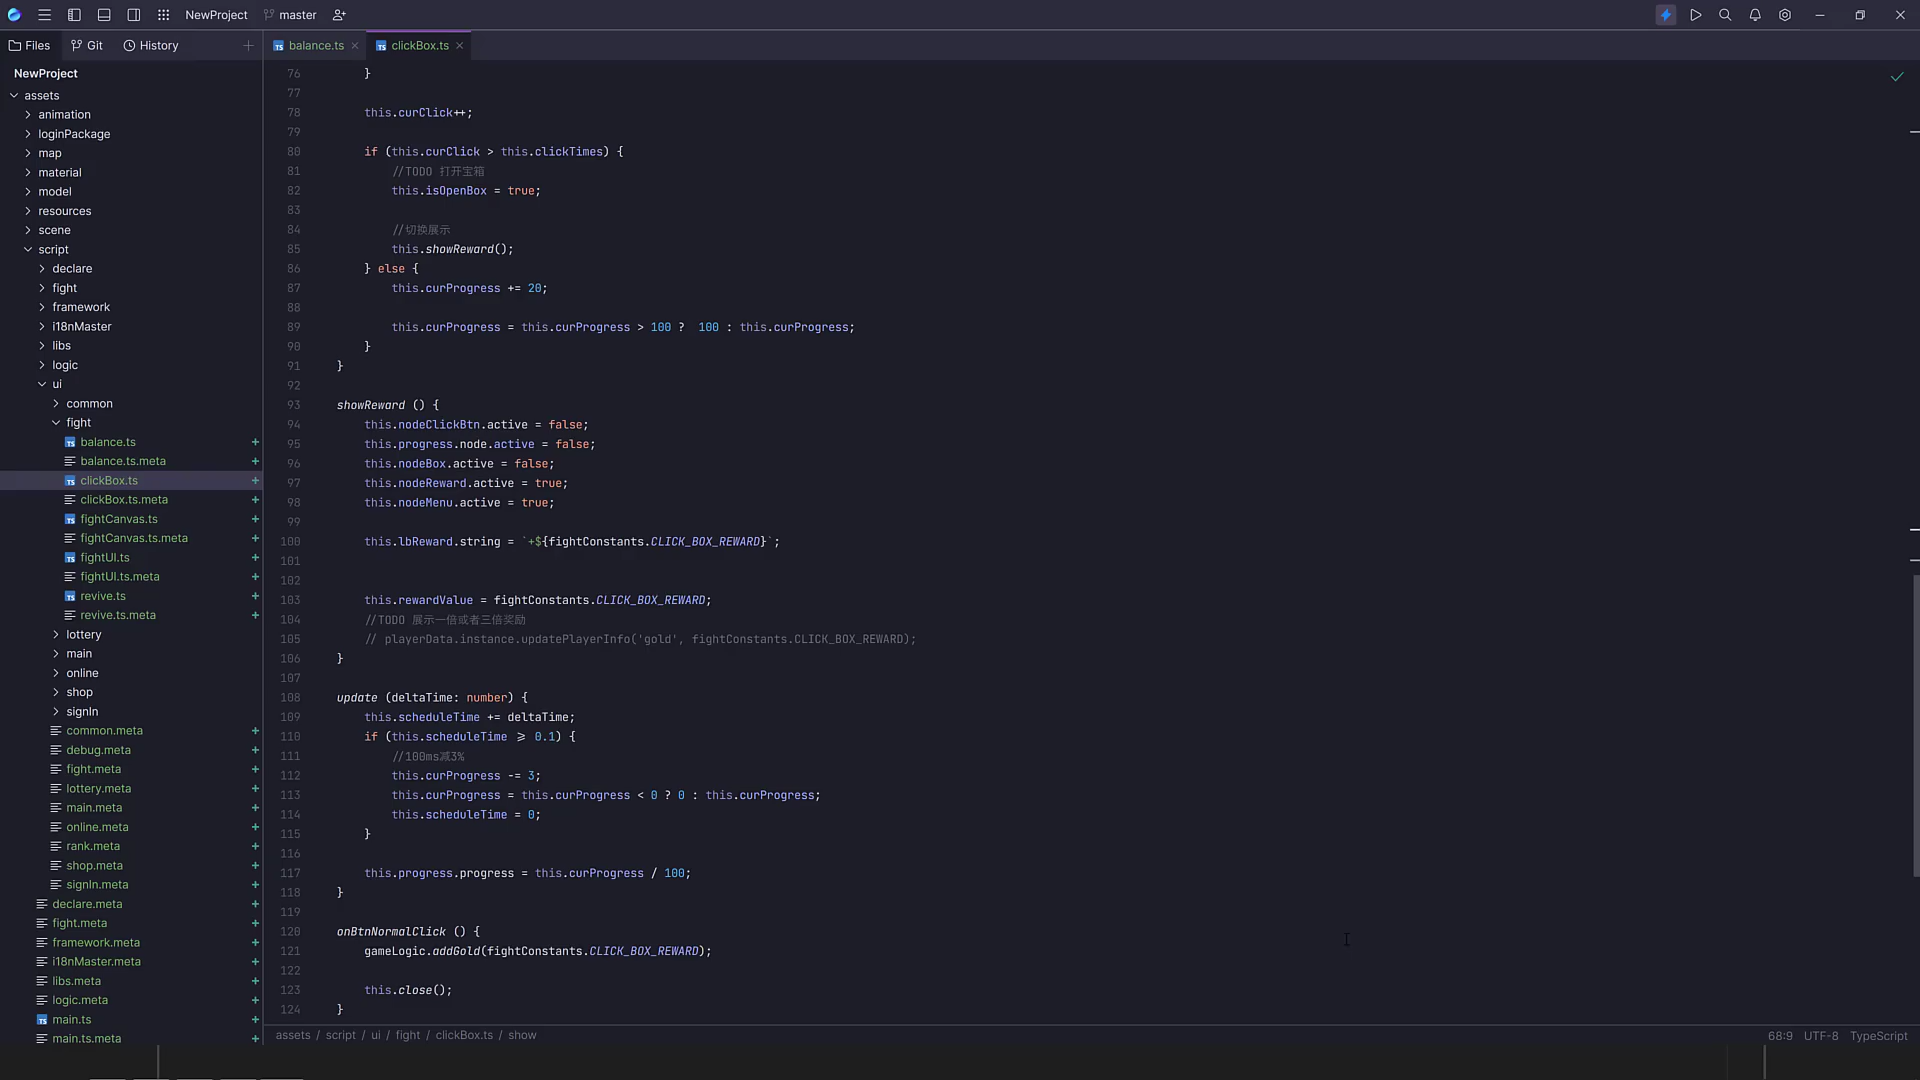 NewProject
master
Files
Git
History
balance.ts
clickBox.ts
NewProject
assets
animation
loginPackage
map
material
model
resources
scene
script
declare
fight
framework
i18nMaster
libs
logic
ui
common
fight
balance.ts
balance.ts.meta
clickBox.ts
clickBox.ts.meta
fightCanvas.ts
fightCanvas.ts.meta
fightUI.ts
fightUI.ts.meta
revive.ts
revive.ts.meta
lottery
main
online
shop
signIn
common.meta
debug.meta
fight.meta
lottery.meta
main.meta
online.meta
rank.meta
shop.meta
signIn.meta
declare.meta
fight.meta
framework.meta
i18nMaster.meta
libs.meta
logic.meta
main.ts
main.ts.meta
76 }
77
78 this.curClick++;
79
80 if (this.curClick > this.clickTimes) {
81 //TODO 打开宝箱
82 this.isOpenBox = true;
83
84 //切换展示
85 this.showReward();
86 } else {
87 this.curProgress += 20;
88
89 this.curProgress = this.curProgress > 100 ?  100 : this.curProgress;
90 }
91 }
92
93 showReward () {
94 this.nodeClickBtn.active = false;
95 this.progress.node.active = false;
96 this.nodeBox.active = false;
97 this.nodeReward.active = true;
98 this.nodeMenu.active = true;
99
100 this.lbReward.string = `+${fightConstants.CLICK_BOX_REWARD}`;
101
102
103 this.rewardValue = fightConstants.CLICK_BOX_REWARD;
104 //TODO 展示一倍或者三倍奖励
105 // playerData.instance.updatePlayerInfo('gold', fightConstants.CLICK_BOX_REWARD);
106 }
107
108 update (deltaTime: number) {
109 this.scheduleTime += deltaTime;
110 if (this.scheduleTime >= 0.1) {
111 //100ms减3%
112 this.curProgress -= 3;
113 this.curProgress = this.curProgress < 0 ? 0 : this.curProgress;
114 this.scheduleTime = 0;
115 }
116
117 this.progress.progress = this.curProgress / 100;
118 }
119
120 onBtnNormalClick () {
121 gameLogic.addGold(fightConstants.CLICK_BOX_REWARD);
122
123 this.close();
124 }
assets / script / ui / fight / clickBox.ts / show
68:9 UTF-8 TypeScript